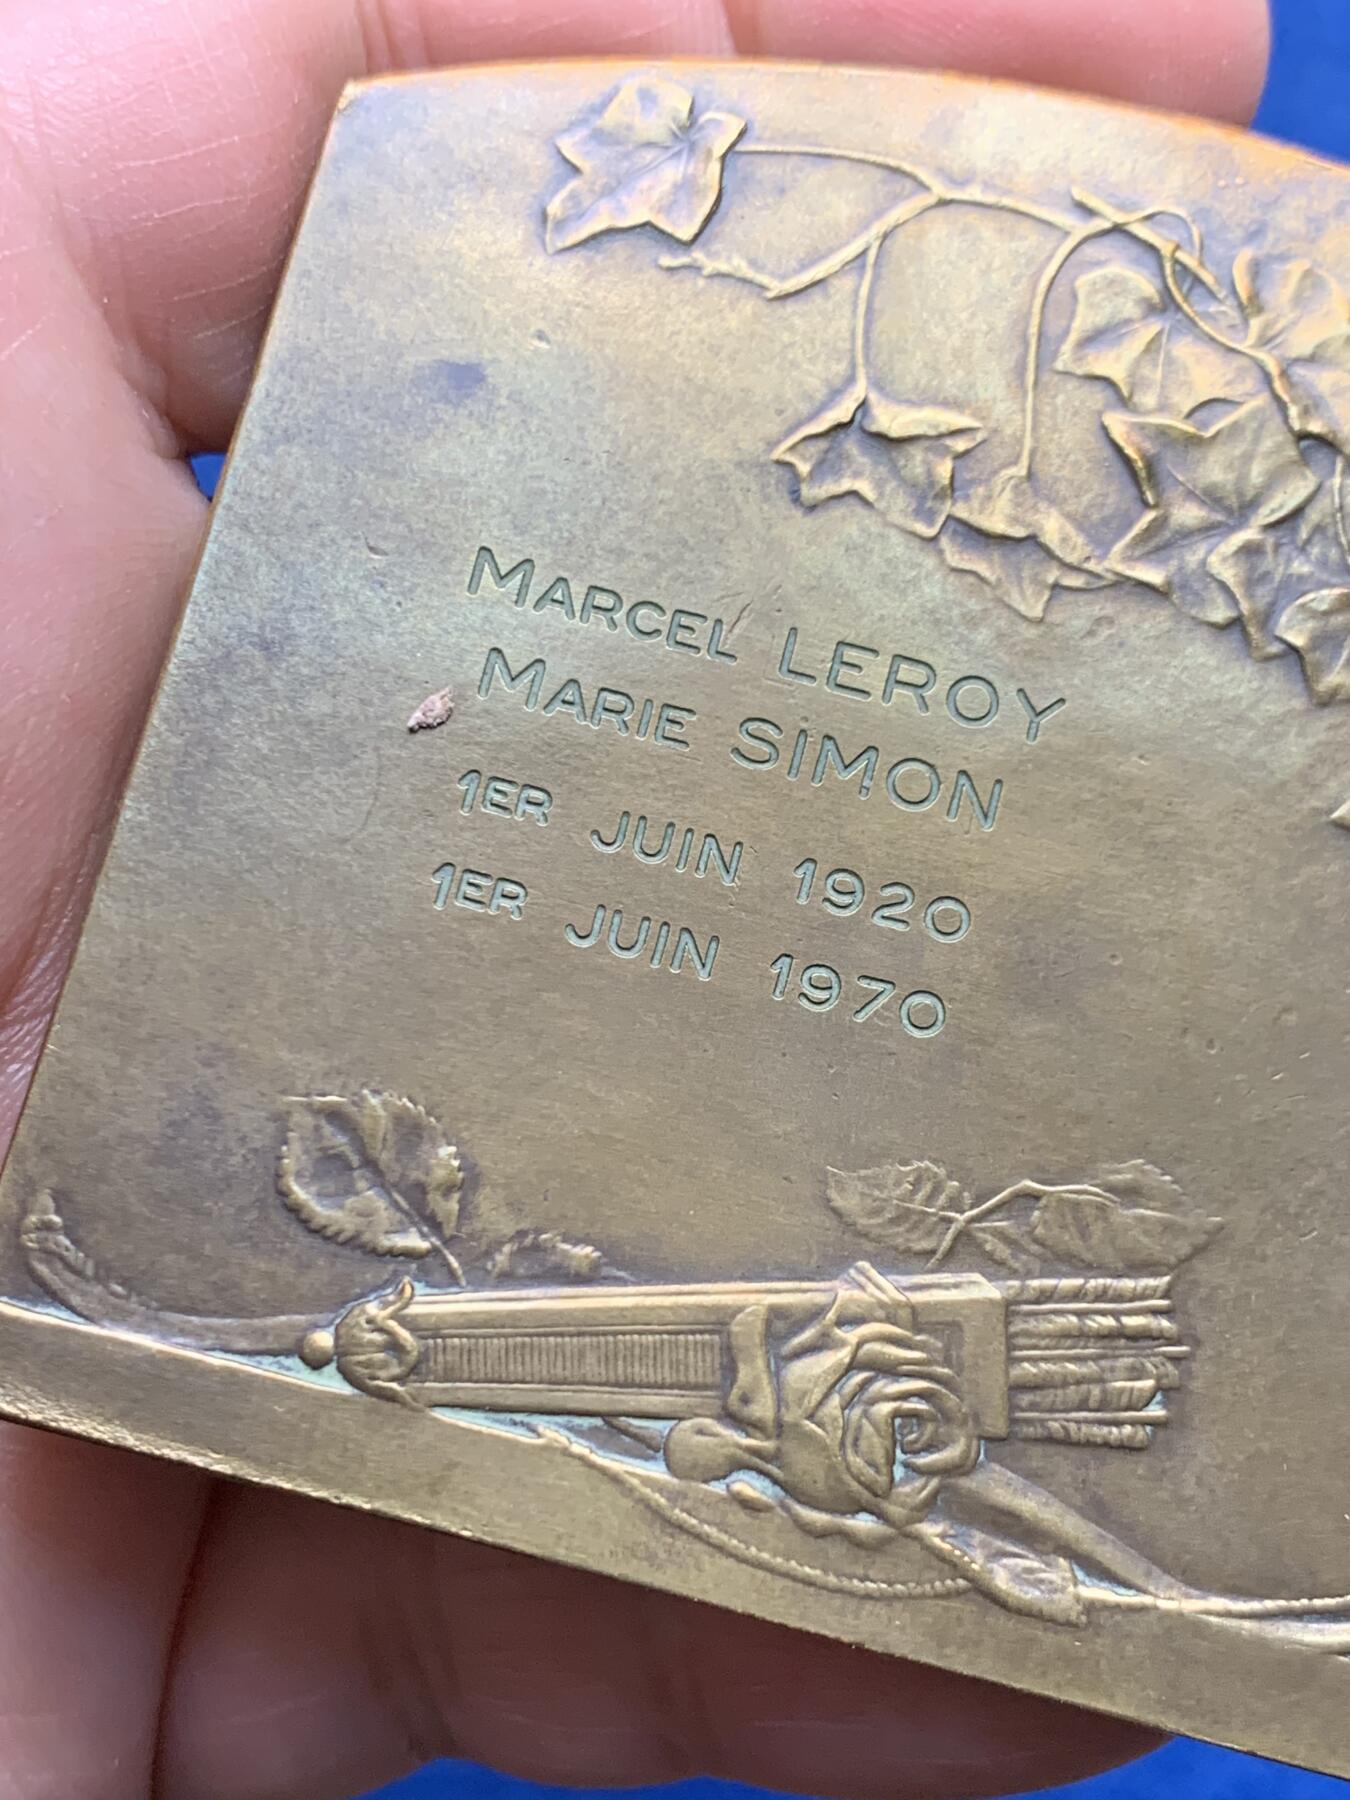 MARCEL LEROY
MARIE SIMON
1ER JUIN 1920
1ER JUIN 1970